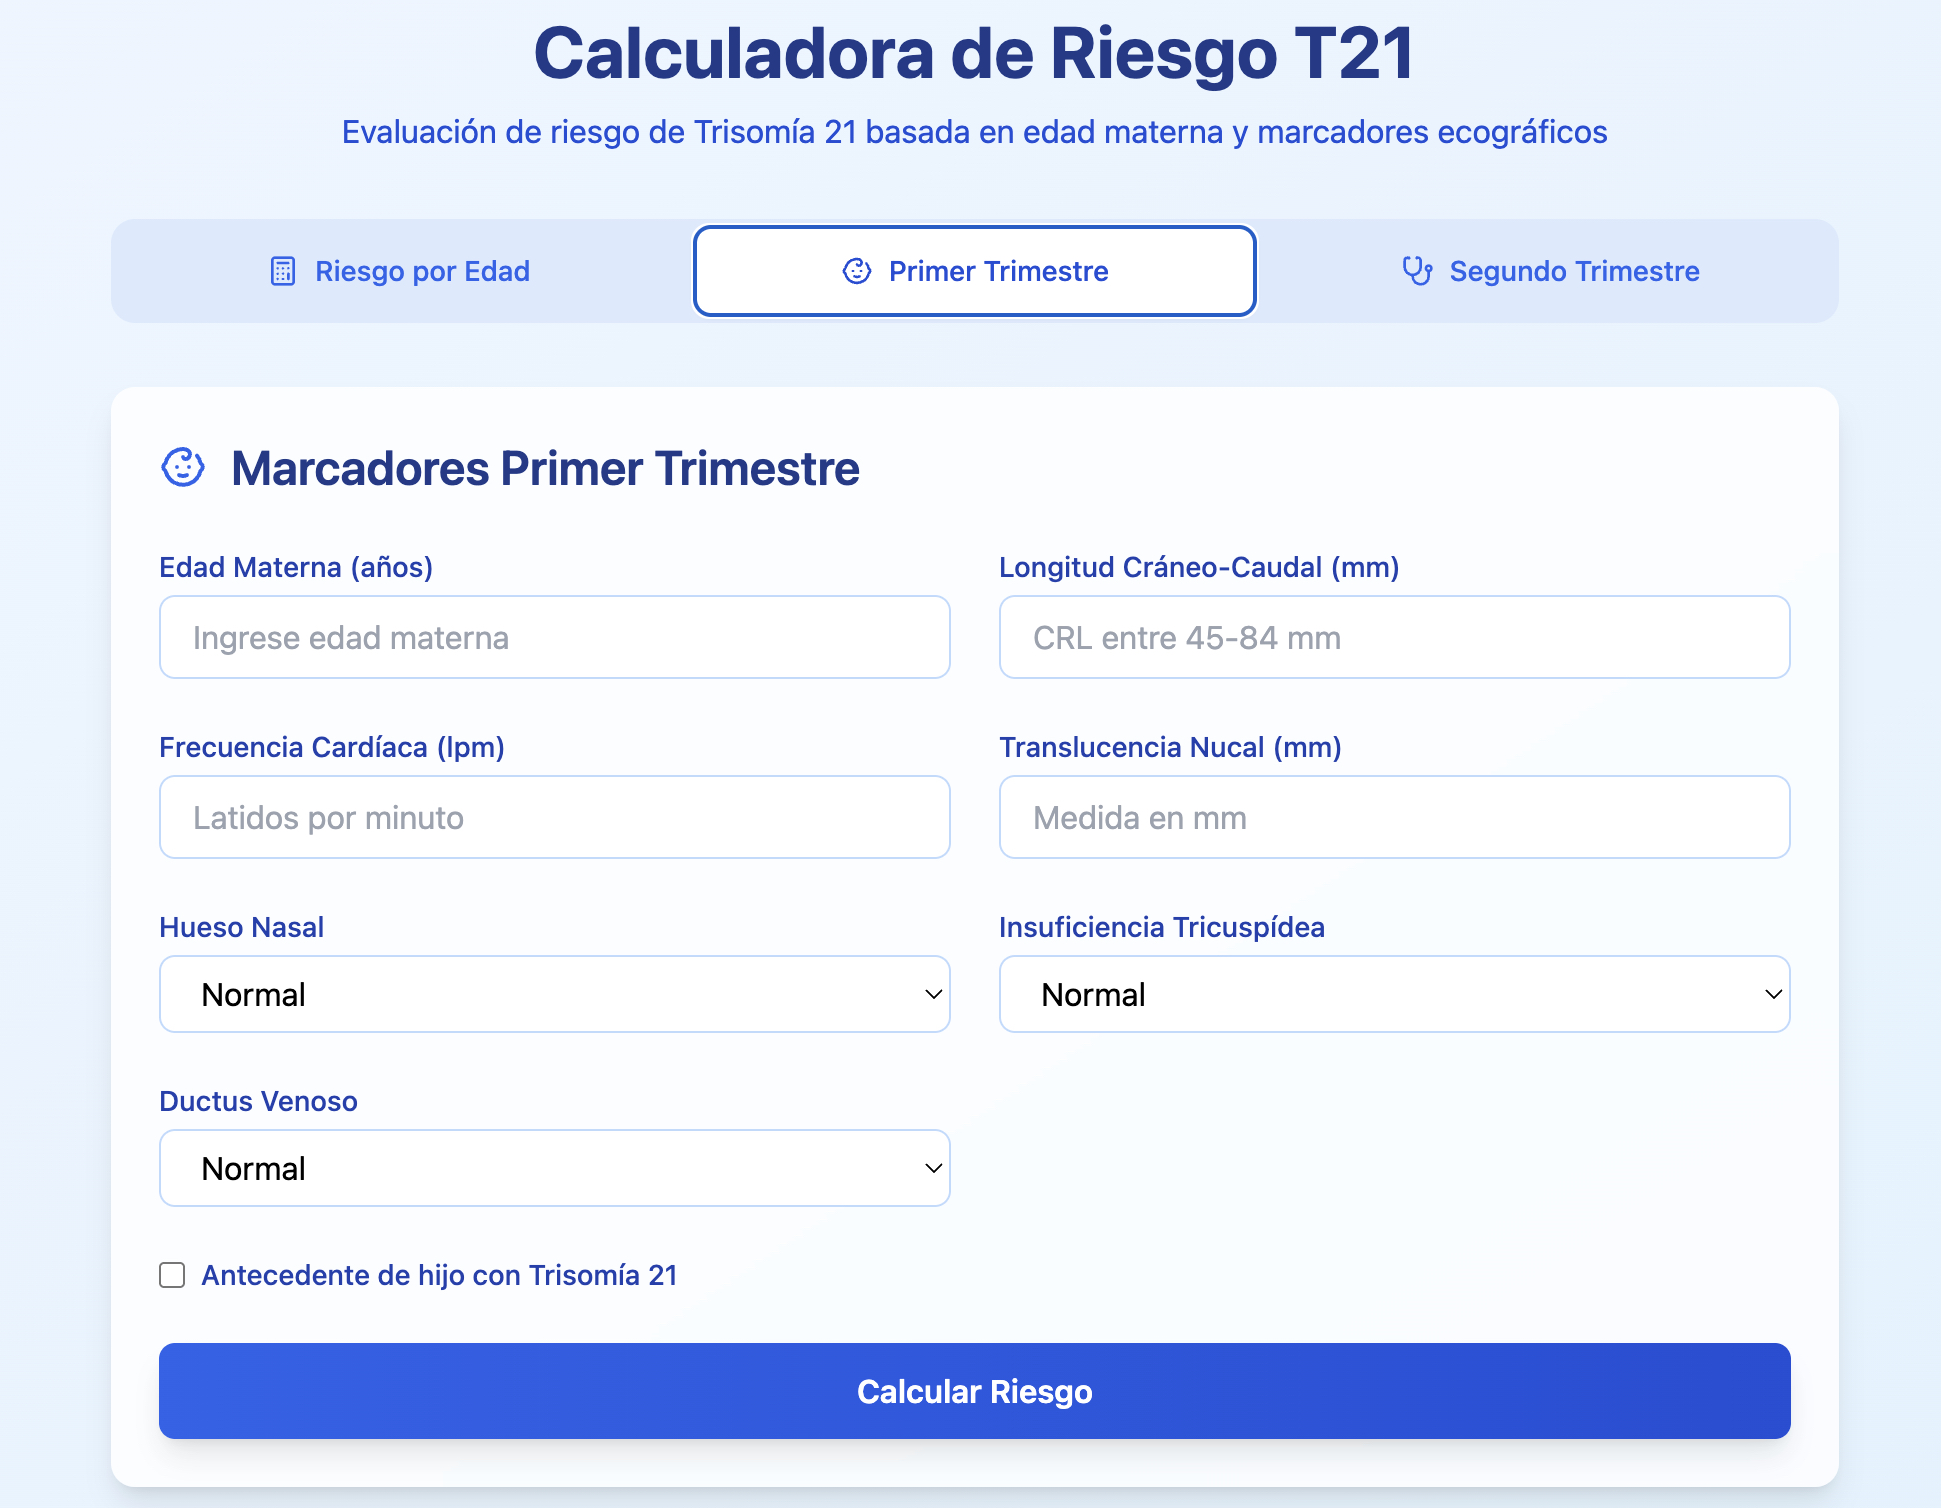 Calculadora de Riesgo T21
Evaluación de riesgo de Trisomía 21 basada en edad materna y marcadores ecográficos
Riesgo por Edad
Primer Trimestre
Segundo Trimestre
Marcadores Primer Trimestre
Edad Materna (años)
Longitud Cráneo-Caudal (mm)
Ingrese edad materna
CRL entre 45-84 mm
Frecuencia Cardíaca (lpm)
Translucencia Nucal (mm)
Latidos por minuto
Medida en mm
Hueso Nasal
Insuficiencia Tricuspídea
Normal
Normal
Ductus Venoso
Normal
Antecedente de hijo con Trisomía 21
Calcular Riesgo